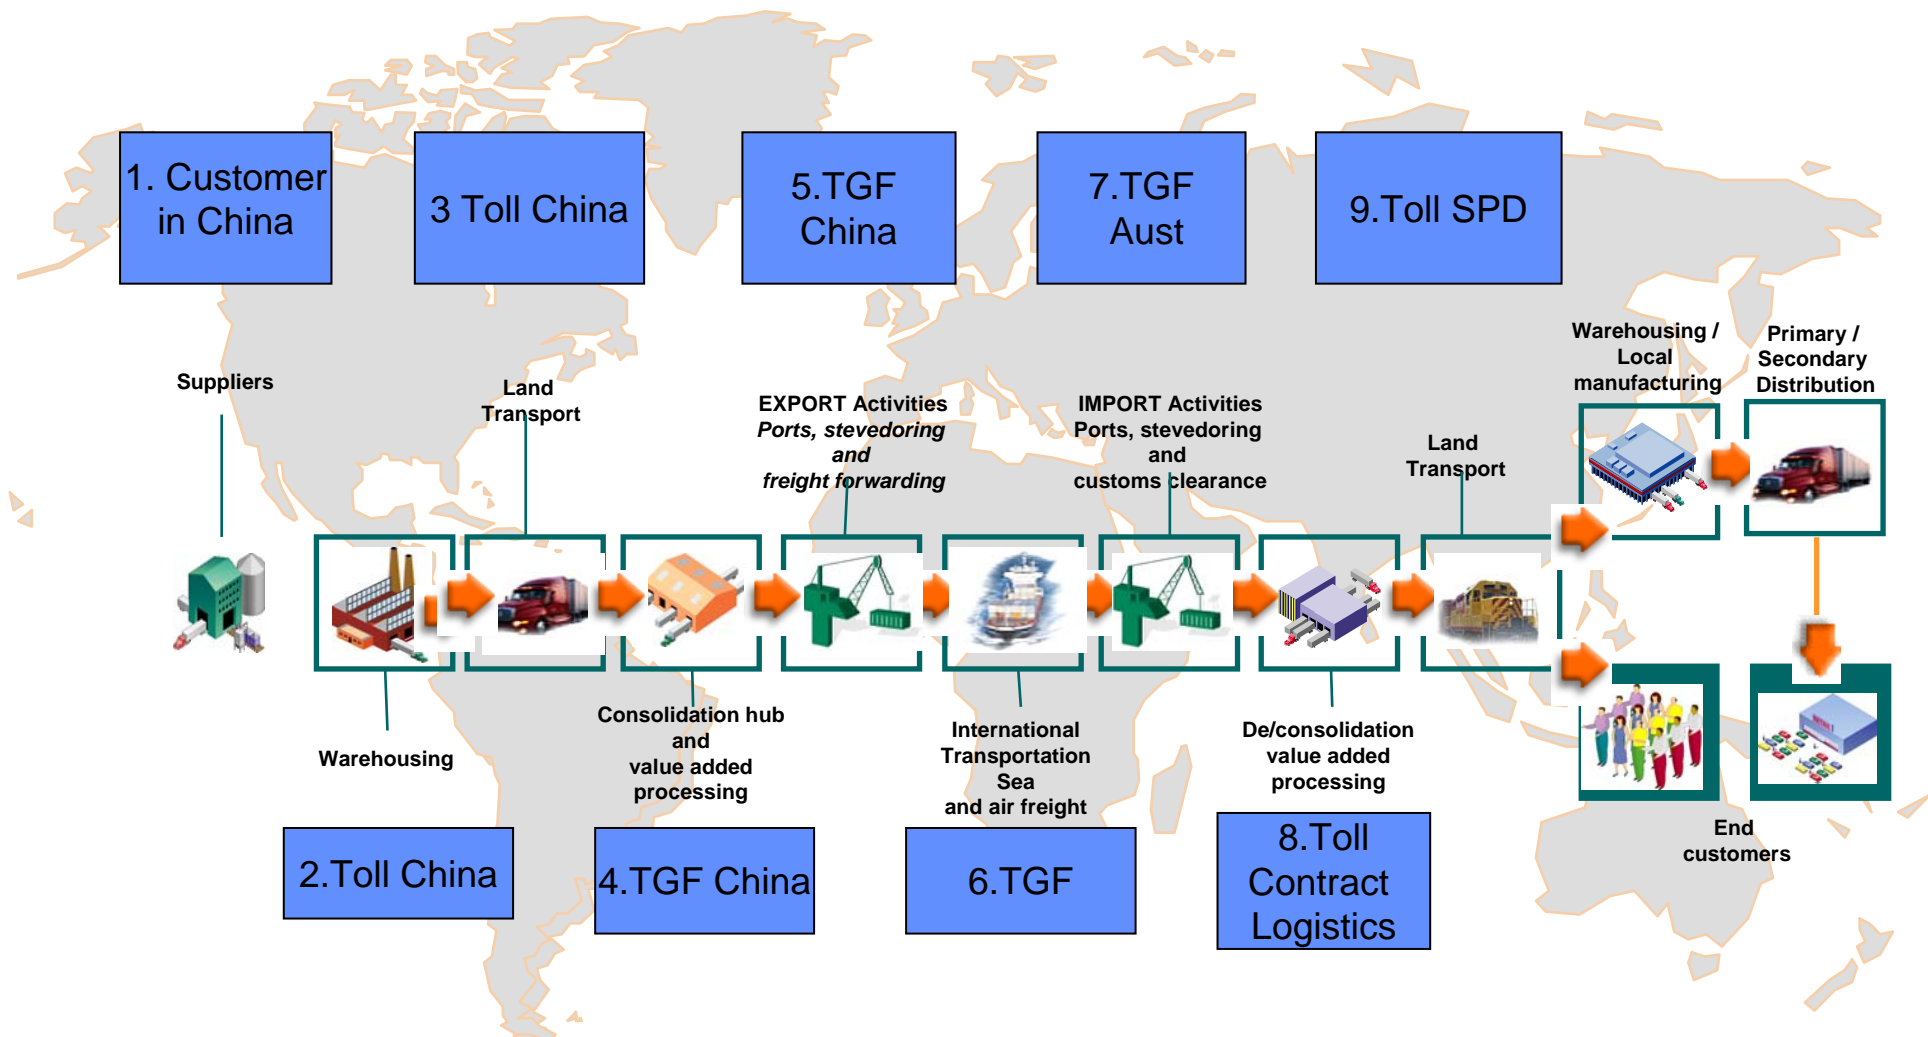 1. Customer
in China
3 Toll China
5.TGF
China
7.TGF
Aust
9.Toll SPD
Suppliers
Land
Transport
EXPORT Activities
Ports, stevedoring
and
freight forwarding
IMPORT Activities
Ports, stevedoring
and
customs clearance
Land
Transport
Warehousing /
Local
manufacturing
Primary /
Secondary
Distribution
Warehousing
Consolidation hub
and
value added
processing
International
Transportation
Sea
and air freight
De/consolidation
value added
processing
End
customers
2.Toll China
4.TGF China
6.TGF
8.Toll
Contract
Logistics